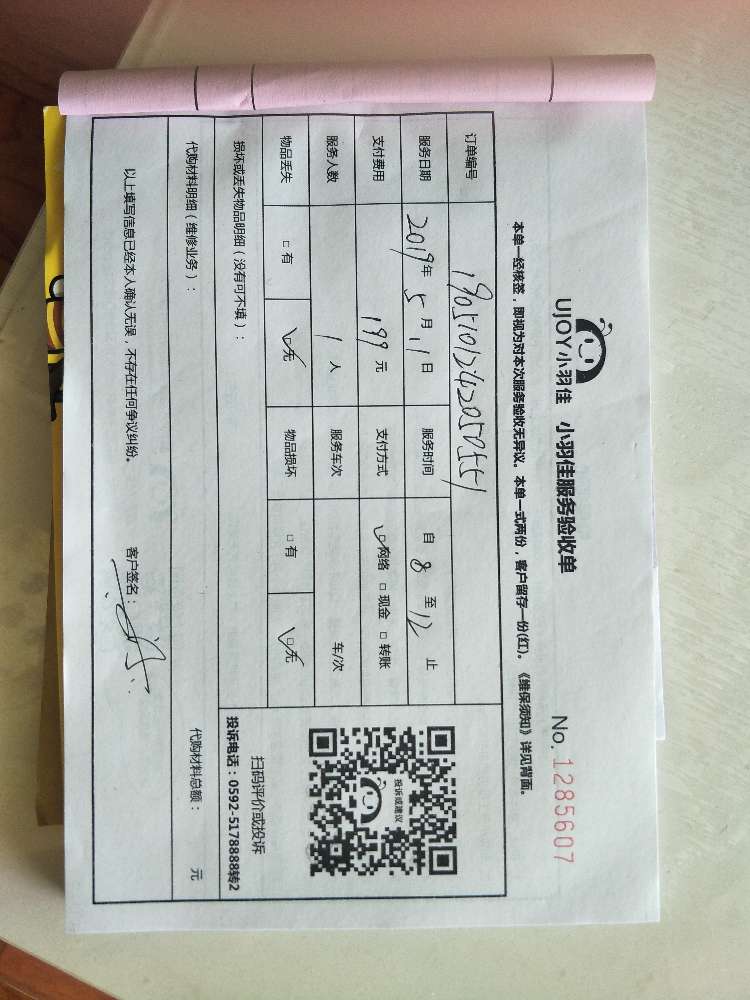 UJOY小羽佳 小羽佳服务验收单
No. 1285607
本单一经核签，即视为对本次服务验收无异议。本单一式两份，客户留存一份(红)。《维保须知》详见背面。
订单编号
服务日期 2019年 5月 11日 服务时间 自 8 至 12 止
支付费用 199元 支付方式 □网络 □现金 □转账
服务人数 1人 服务车次 车/次
物品丢失 □有 □无 物品损坏 □有 □无
损坏或丢失物品明细（没有可不填）：
投诉或建议
扫码评价或投诉
投诉电话：0592-5178888转2
代购材料明细（维修业务）： 代购材料总额： 元
以上填写信息已经本人确认无误，不存在任何争议纠纷。 客户签名：